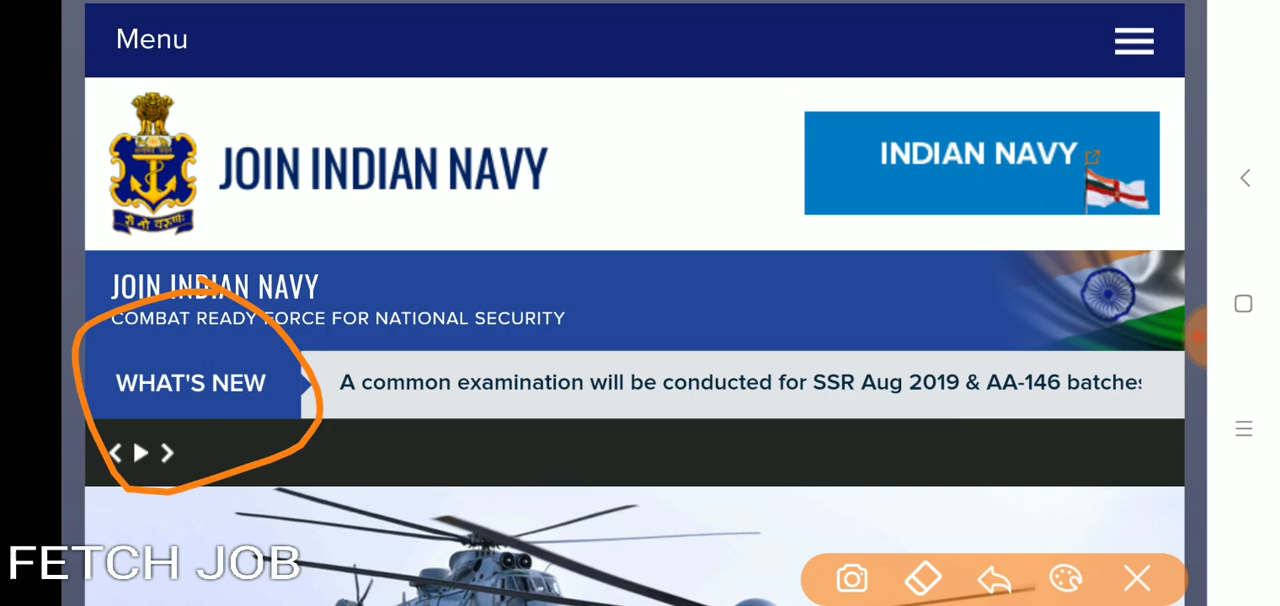 Menu
JOIN INDIAN NAVY
INDIAN NAVY
JOIN INDIAN NAVY
COMBAT READY FORCE FOR NATIONAL SECURITY
WHAT'S NEW
A common examination will be conducted for SSR Aug 2019 & AA-146 batches
FETCH JOB